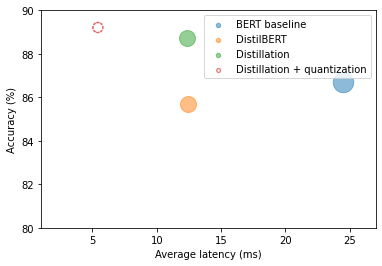 90
88
86
84
82
80
Accuracy (%)
5
10
15
20
25
Average latency (ms)
BERT baseline
DistilBERT
Distillation
Distillation + quantization